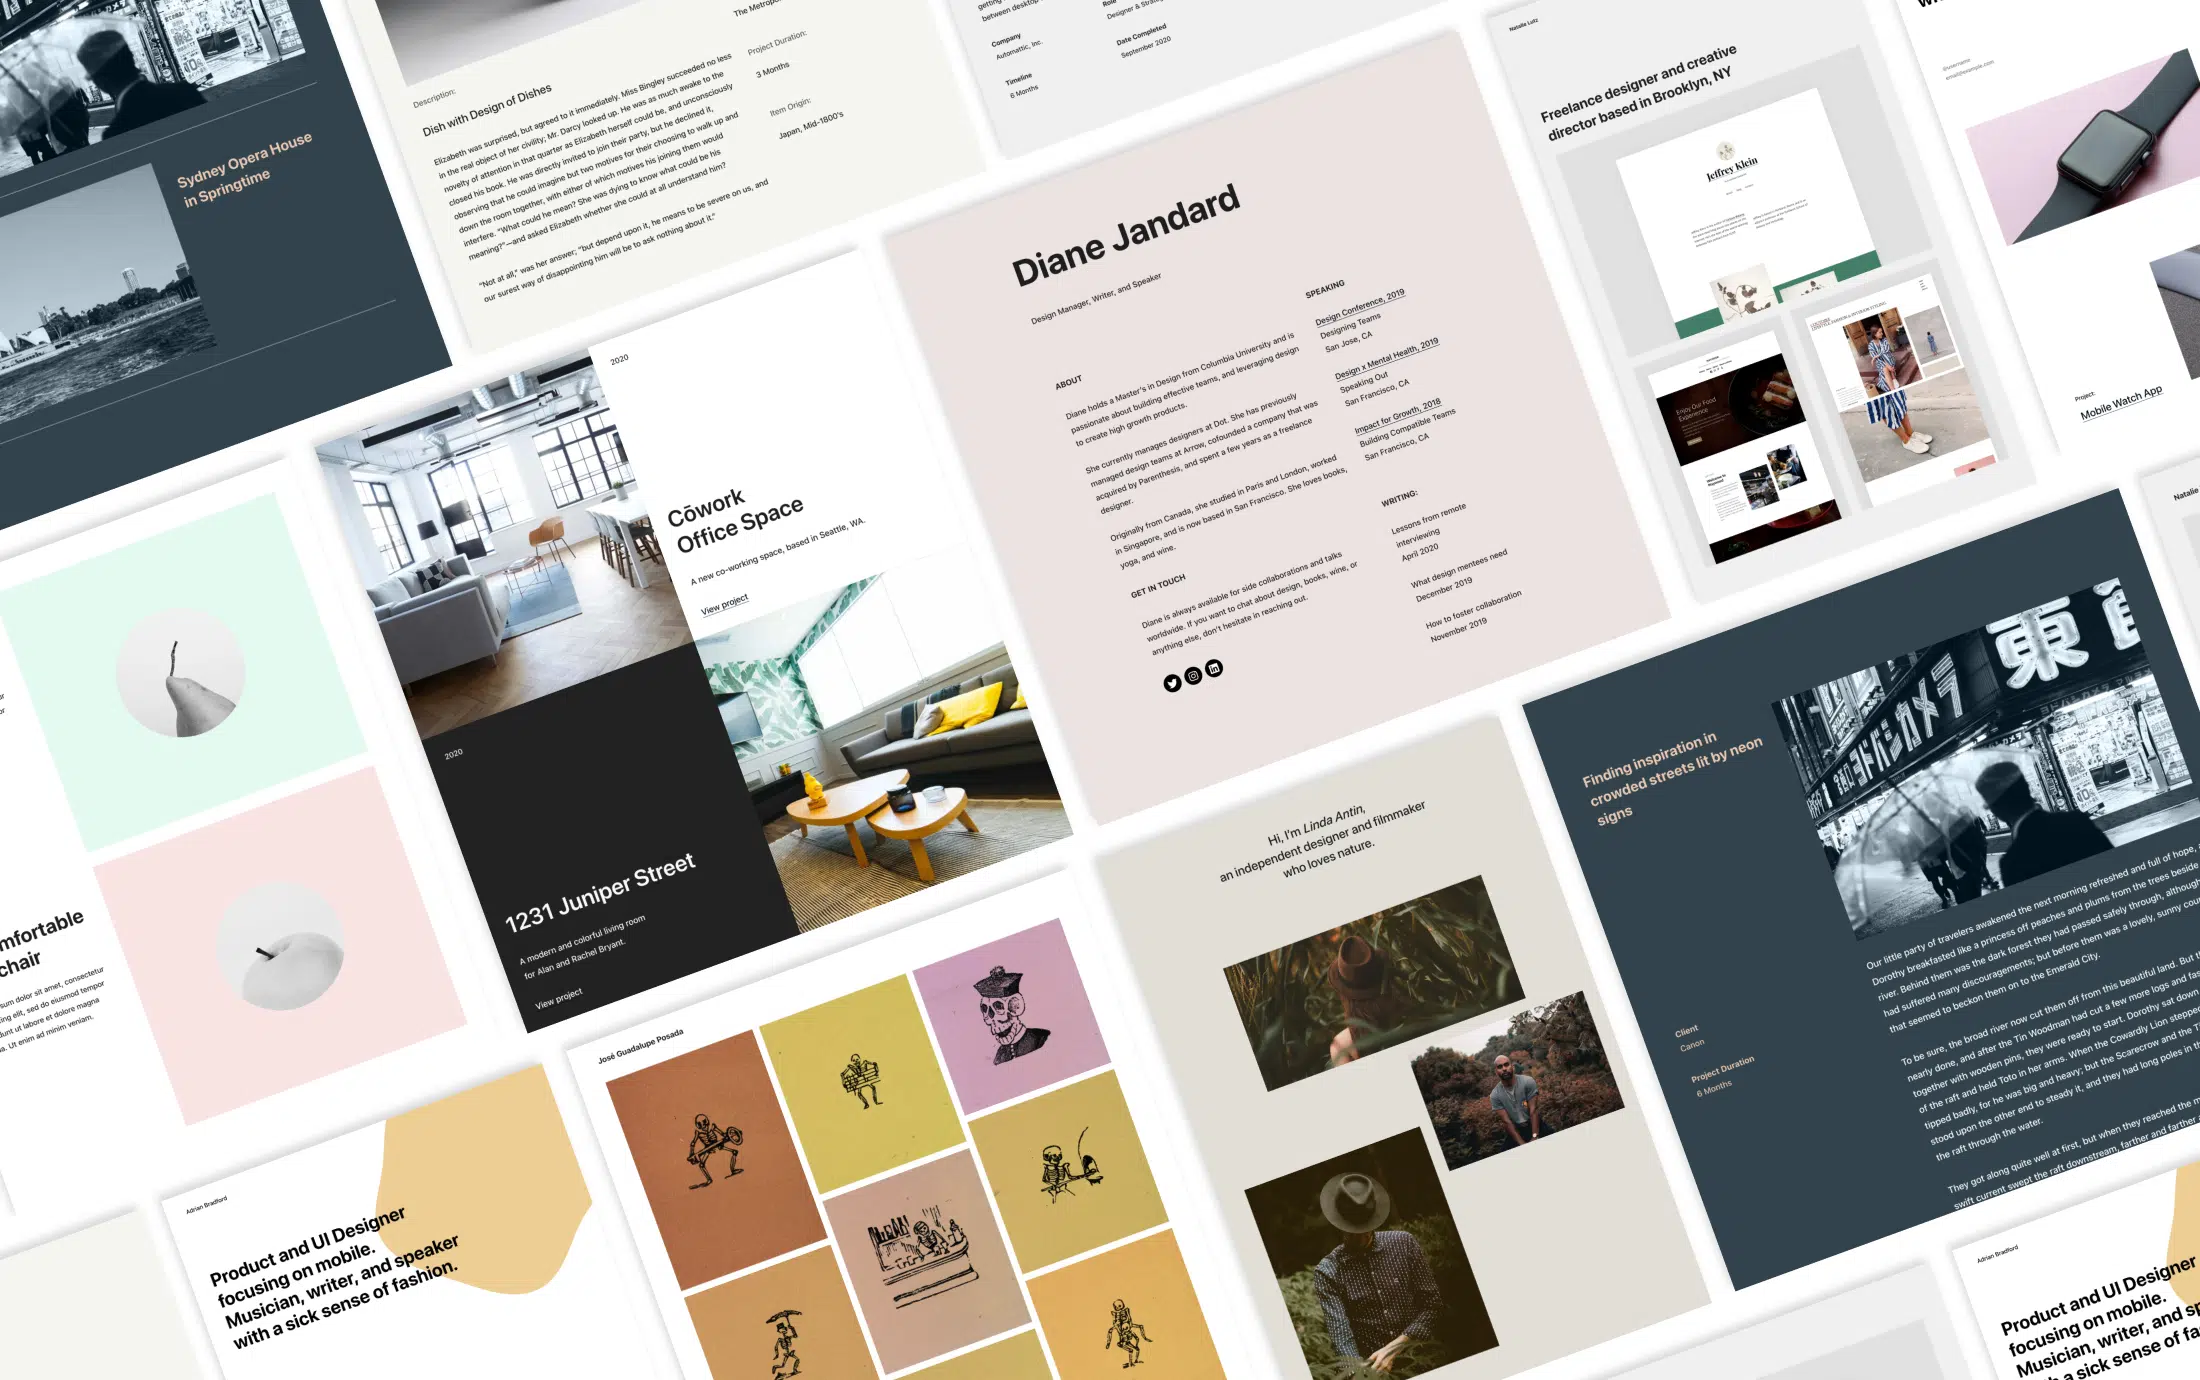 Sydney Opera House
in Springtime
Description:
Dish with Design of Dishes
Elizabeth was surprised, but agreed to it immediately. Miss Bingley succeeded no less
in the real object of her civility; Mr. Darcy looked up. He was as much awake to the
novelty of attention in that quarter as Elizabeth herself could be, and unconsciously
closed his book. He was directly invited to join their party, but he declined it,
observing that he could imagine but two motives for their choosing to walk up and
down the room together, with either of which motives his joining them would
interfere. "What could he mean? She was dying to know what could be his
meaning?"—and asked Elizabeth whether she could at all understand him?
"Not at all," was her answer; "but depend upon it, he means to be severe on us, and
our surest way of disappointing him will be to ask nothing about it."
Project Duration:
3 Months
Item Origin:
Japan, Mid-1800's
between desktop
Company
Automattic, Inc.
Timeline
6 Months
Role
Designer &
Date Completed
September 2020
Natalie Lutz
Freelance designer and creative
director based in Brooklyn, NY
Jeffrey Klein
Enjoy Our Food
Experience
@username
email@example.com
Project:
Mobile Watch App
2020
Cōwork
Office Space
A new co-working space, based in Seattle, WA.
View project
2020
1231 Juniper Street
A modern and colorful living room
for Alan and Rachel Bryant.
View project
Diane Jandard
Design Manager, Writer, and Speaker
ABOUT
Diane holds a Master's in Design from Columbia University and is
passionate about building effective teams, and leveraging design
to create high growth products.
She currently manages designers at Dot. She has previously
managed design teams at Arrow, cofounded a company that was
acquired by Parenthesis, and spent a few years as a freelance
designer.
Originally from Canada, she studied in Paris and London, worked
in Singapore, and is now based in San Francisco. She loves books,
yoga, and wine.
GET IN TOUCH
Diane is always available for side collaborations and talks
worldwide. If you want to chat about design, books, wine, or
anything else, don't hesitate in reaching out.
SPEAKING
Design Conference, 2019
Designing Teams
San Jose, CA
Design x Mental Health, 2019
Speaking Out
San Francisco, CA
Impact for Growth, 2018
Building Compatible Teams
San Francisco, CA
WRITING:
Lessons from remote
interviewing
April 2020
What design mentees need
December 2019
How to foster collaboration
November 2019
mfortable
chair
sum dolor sit amet, consectetur
ing elit, sed do eiusmod tempor
dunt ut labore et dolore magna
a. Ut enim ad minim veniam.
Adrian Bradford
Product and UI Designer
focusing on mobile.
Musician, writer, and speaker
with a sick sense of fashion.
José Guadalupe Posada
Hi, I'm Linda Antin,
an independent designer and filmmaker
who loves nature.
Finding inspiration in
crowded streets lit by neon
signs
Client
Canon
Project Duration
6 Months
ヨドバシカメラ
東
Our little party of travelers awakened the next morning refreshed and full of hope,
Dorothy breakfasted like a princess off peaches and plums from the trees beside
river. Behind them was the dark forest they had passed safely through, although
had suffered many discouragements; but before them was a lovely, sunny
that seemed to beckon them on to the Emerald City.
To be sure, the broad river now cut them off from this beautiful land. But
nearly done, and after the Tin Woodman had cut a few more logs and
together with wooden pins, they were ready to start. Dorothy sat down
of the raft and held Toto in her arms. When the Cowardly Lion stepped
tipped badly, for he was big and heavy; but the Scarecrow and the
stood upon the other end to steady it, and they had long poles in
the raft through the water.
They got along quite well at first, but when they reached the
swift current swept the raft downstream, farther and farther
Natalie
Adrian Bradford
Product and UI Designer
focusing on mobile.
Musician, writer, and